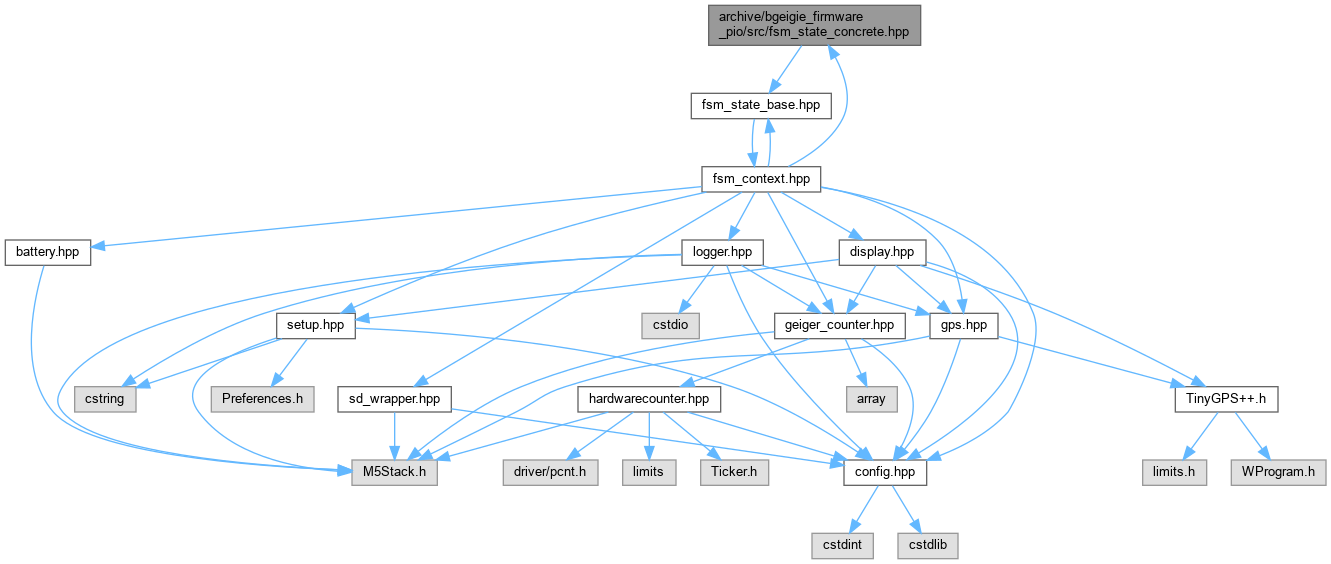 archive/bgeigie_firmware
_pio/src/fsm_state_concrete.hpp
fsm_state_base.hpp
fsm_context.hpp
battery.hpp
logger.hpp
display.hpp
setup.hpp
cstdio
geiger_counter.hpp
gps.hpp
cstring
Preferences.h
sd_wrapper.hpp
hardwarecounter.hpp
array
TinyGPS++.h
M5Stack.h
driver/pcnt.h
limits
Ticker.h
config.hpp
limits.h
WProgram.h
cstdint
cstdlib